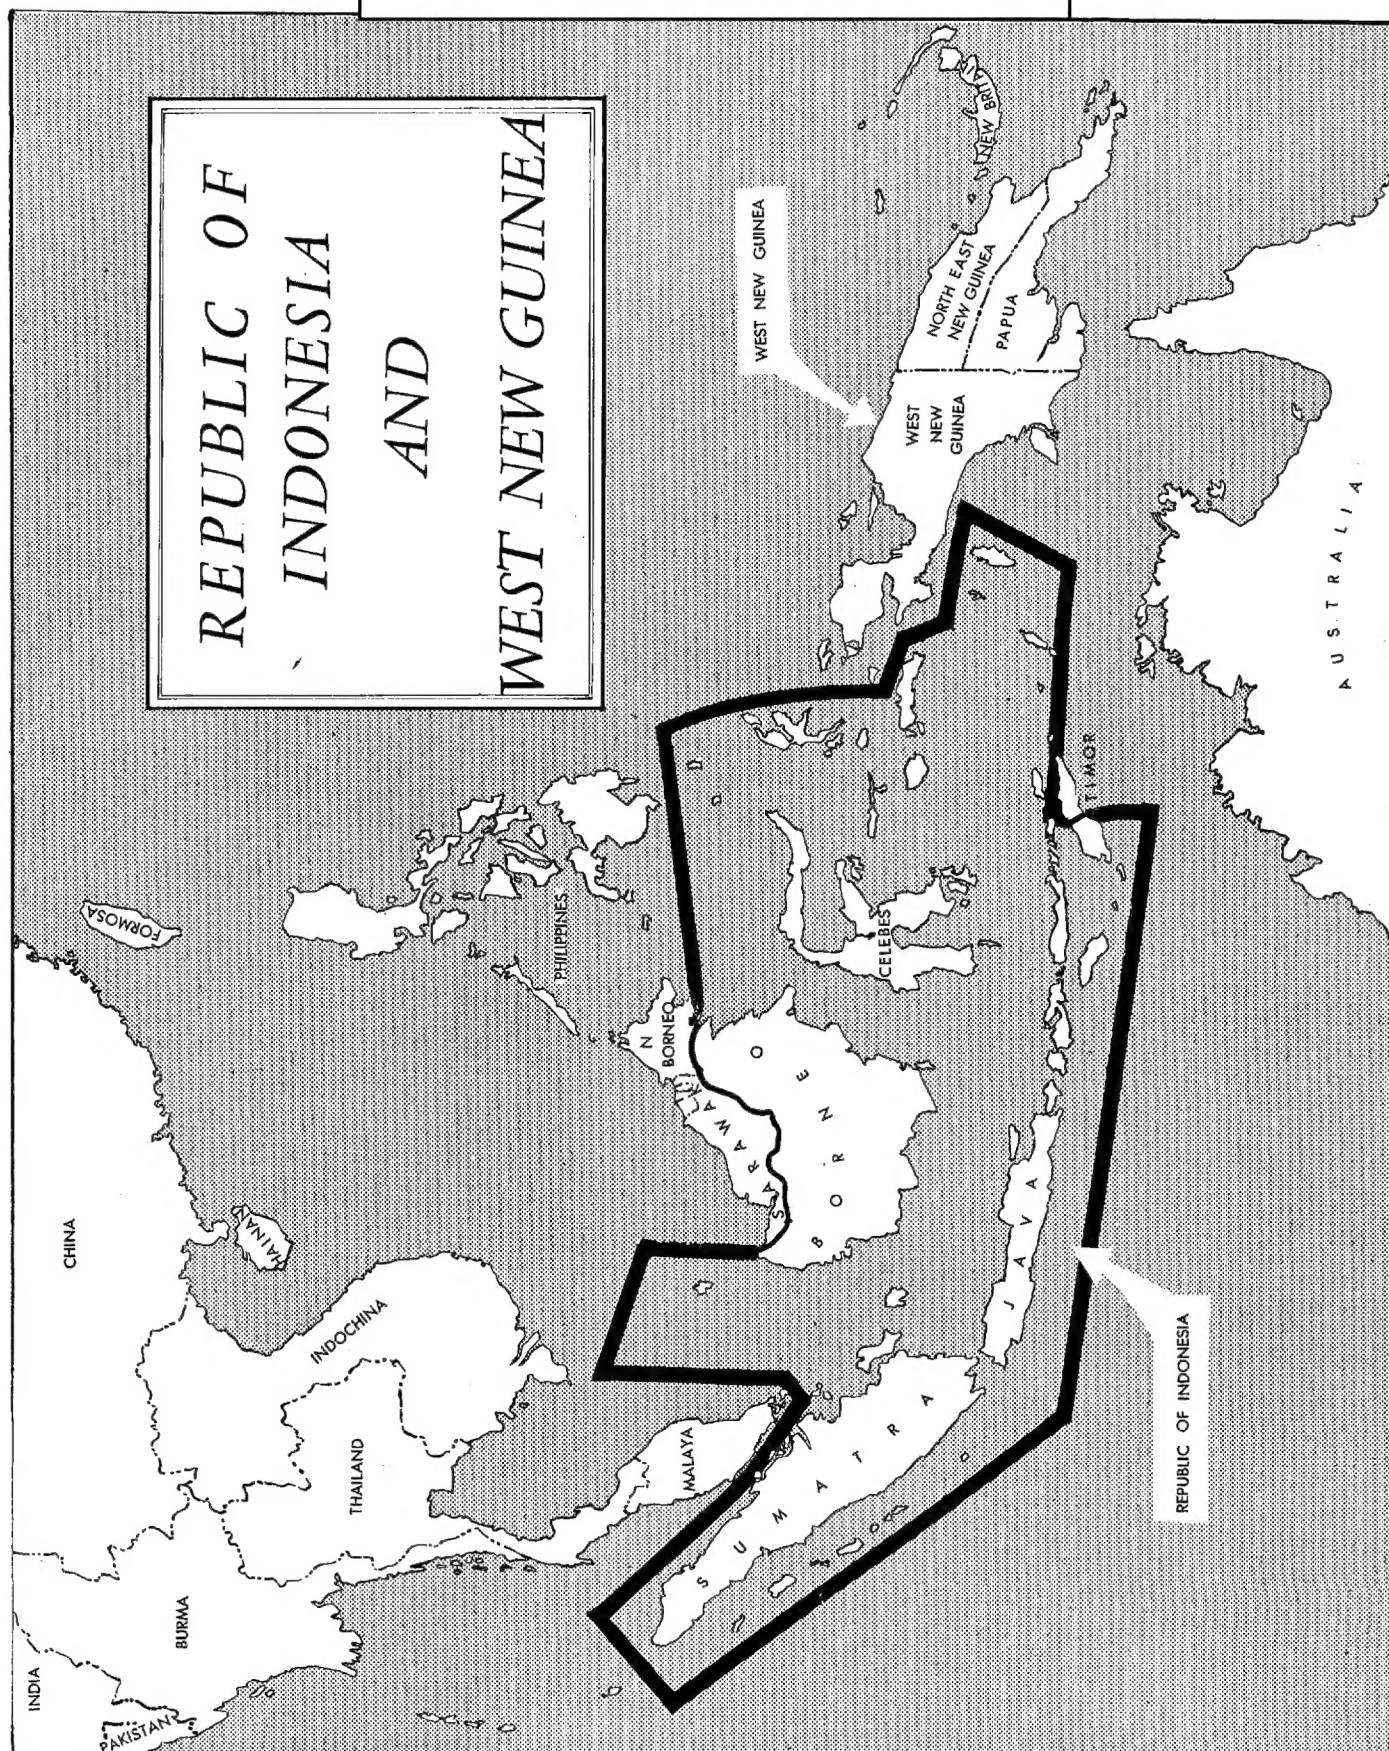 REPUBLIC OF
INDONESIA
AND
WEST NEW GUINEA
INDIA
PAKISTAN
BURMA
CHINA
THAILAND
INDOCHINA
HAINAN
FORMOSA
PHILIPPINES
MALAYA
N
BORNEO
SARAWAK
BORNEO
CELEBES
SUMATRA
JAVA
TIMOR
WEST NEW GUINEA
WEST
NEW
GUINEA
NORTH EAST
NEW GUINEA
PAPUA
NEW BRITAI
REPUBLIC OF INDONESIA
AUSTRALIA